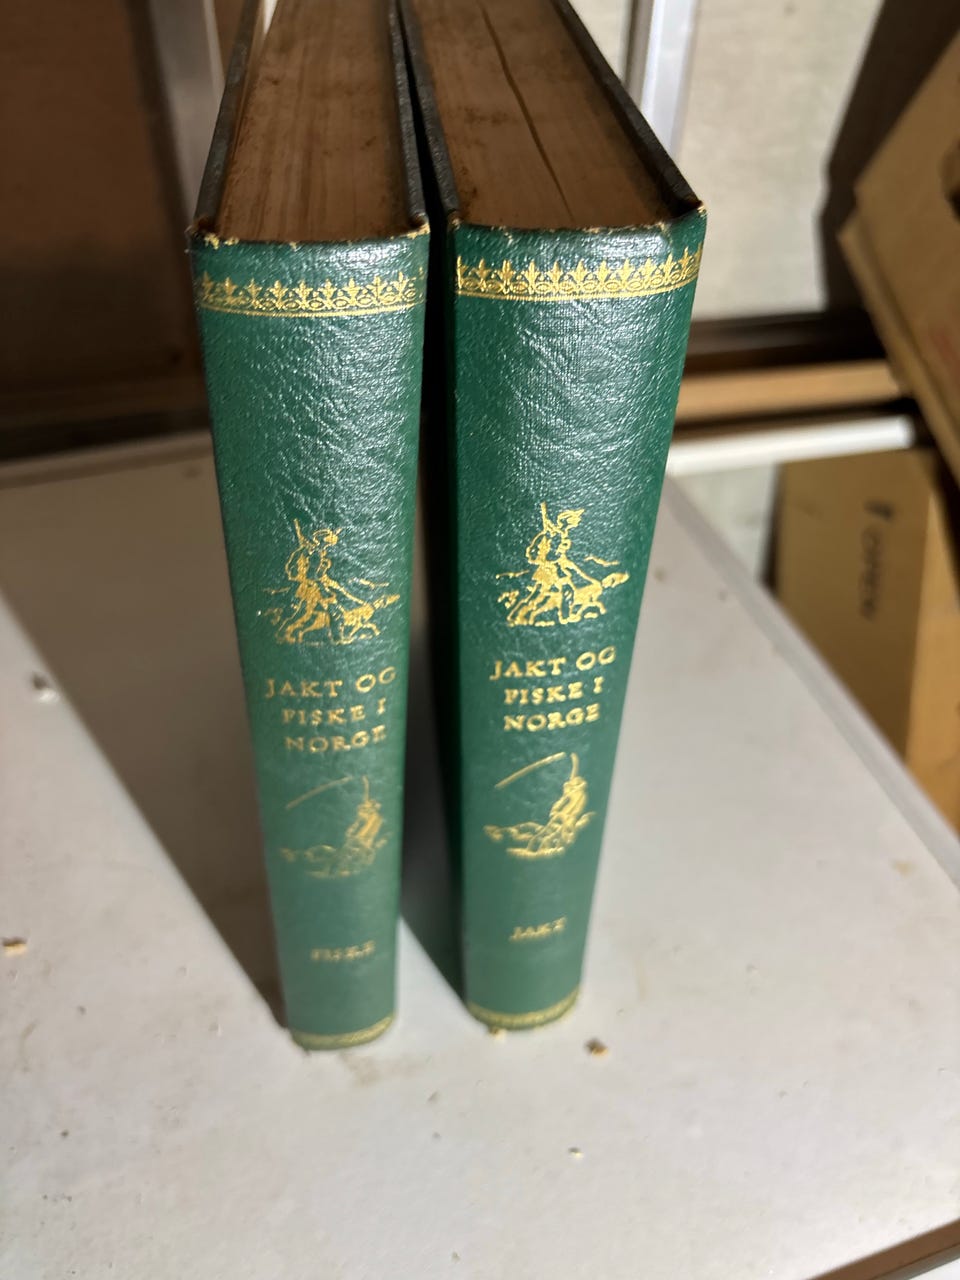 JAKT OG
FISKE I
NORGE
FISKE
JAKT OG
FISKE I
NORGE
JAKT